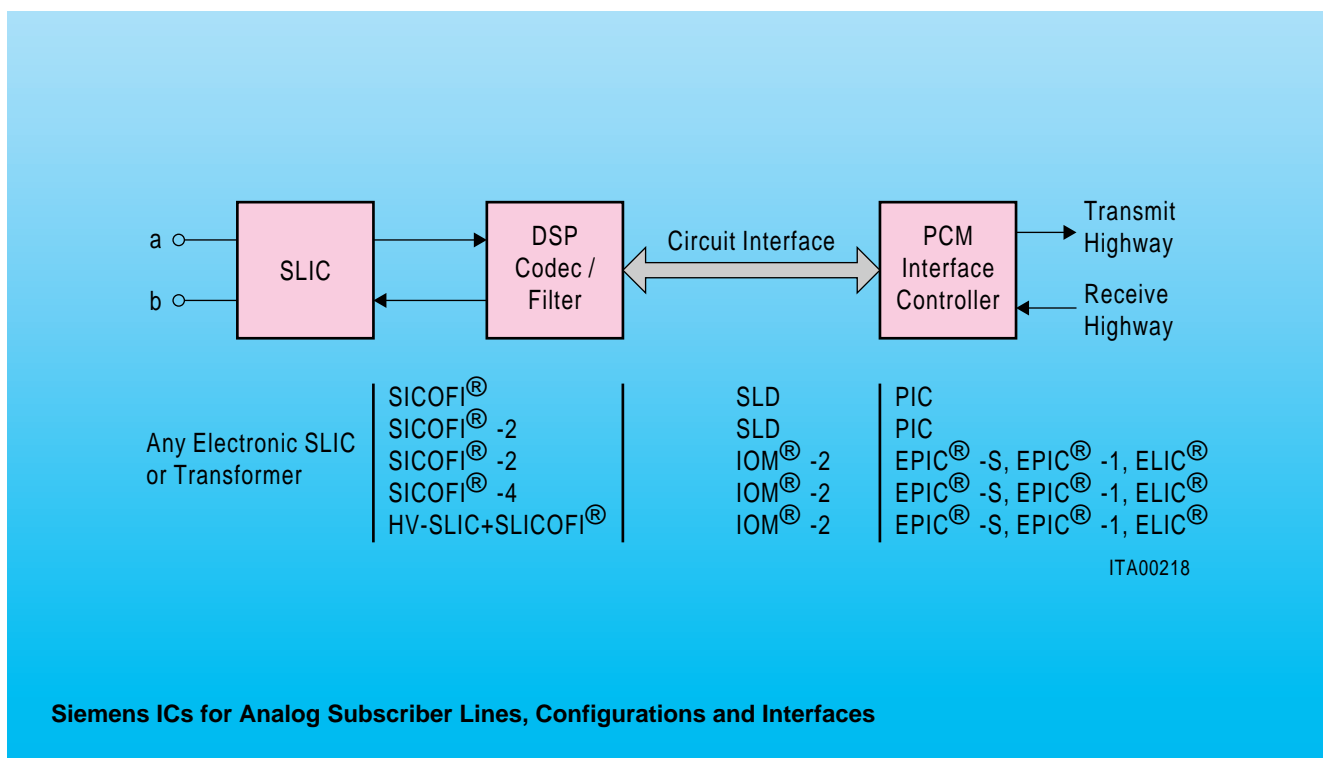 a
b
SLIC
DSP
Codec /
Filter
Circuit Interface
PCM
Interface
Controller
Transmit
Highway
Receive
Highway
Any Electronic SLIC
or Transformer
SICOFI® SLD PIC
SICOFI® -2 SLD PIC
SICOFI® -2 IOM® -2 EPIC® -S, EPIC® -1, ELIC®
SICOFI® -4 IOM® -2 EPIC® -S, EPIC® -1, ELIC®
HV-SLIC+SLICOFI® IOM® -2 EPIC® -S, EPIC® -1, ELIC®
ITA00218
Siemens ICs for Analog Subscriber Lines, Configurations and Interfaces